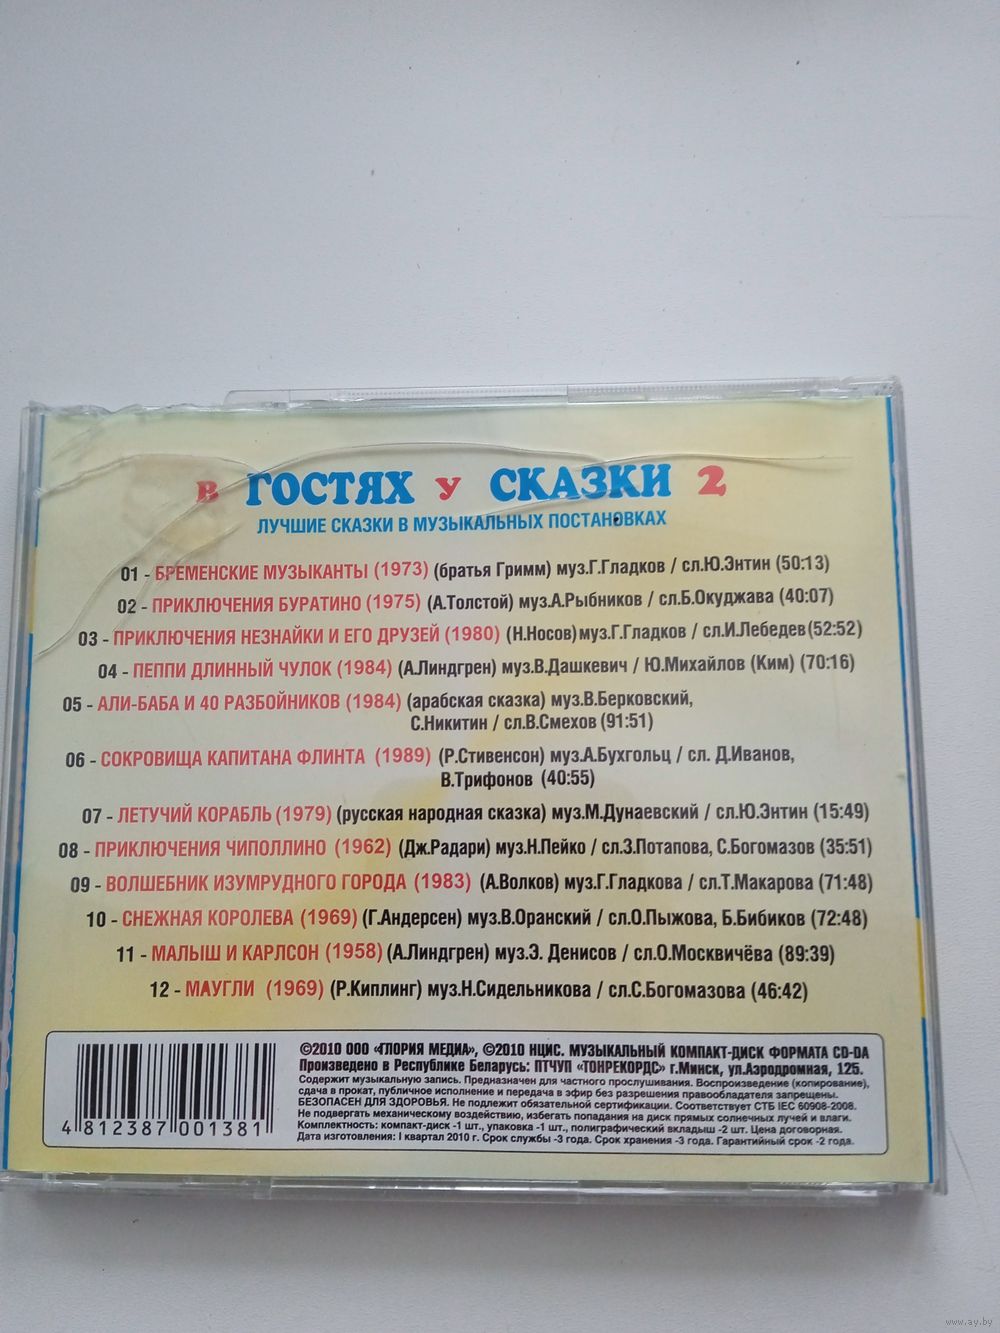 В ГОСТЯХ У СКАЗКИ 2
ЛУЧШИЕ СКАЗКИ В МУЗЫКАЛЬНЫХ ПОСТАНОВКАХ
01 - БРЕМЕНСКИЕ МУЗЫКАНТЫ (1973) (братья Гримм) муз.Г.Гладков / сл.Ю.Энтин (50:13)
02 - ПРИКЛЮЧЕНИЯ БУРАТИНО (1975) (А.Толстой) муз.А.Рыбников / сл.Б.Окуджава (40:07)
03 - ПРИКЛЮЧЕНИЯ НЕЗНАЙКИ И ЕГО ДРУЗЕЙ (1980) (Н.Носов) муз.Г.Гладков / сл.И.Лебедев (52:52)
04 - ПЕППИ ДЛИННЫЙ ЧУЛОК (1984) (А.Линдгрен) муз.В.Дашкевич / Ю.Михайлов (Ким) (70:16)
05 - АЛИ-БАБА И 40 РАЗБОЙНИКОВ (1984) (арабская сказка) муз.В.Берковский,
С.Никитин / сл.В.Смехов (91:51)
06 - СОКРОВИЩА КАПИТАНА ФЛИНТА (1989) (Р.Стивенсон) муз.А.Бухгольц / сл. Д.Иванов,
В.Трифонов (40:55)
07 - ЛЕТУЧИЙ КОРАБЛЬ (1979) (русская народная сказка) муз.М.Дунаевский / сл.Ю.Энтин (15:49)
08 - ПРИКЛЮЧЕНИЯ ЧИПОЛЛИНО (1962) (Дж.Радари) муз.Н.Пейко / сл.З.Потапова, С.Богомазов (35:51)
09 - ВОЛШЕБНИК ИЗУМРУДНОГО ГОРОДА (1983) (А.Волков) муз.Г.Гладкова / сл.Т.Макарова (71:48)
10 - СНЕЖНАЯ КОРОЛЕВА (1969) (Г.Андерсен) муз.В.Оранский / сл.О.Пыжова, Б.Бибиков (72:48)
11 - МАЛЫШ И КАРЛСОН (1958) (А.Линдгрен) муз.Э. Денисов / сл.О.Москвичёва (89:39)
12 - МАУГЛИ (1969) (Р.Киплинг) муз.Н.Сидельникова / сл.С.Богомазова (46:42)
©2010 ООО «ГЛОРИЯ МЕДИА», ©2010 НЦИС. МУЗЫКАЛЬНЫЙ КОМПАКТ-ДИСК ФОРМАТА CD-DA
Произведено в Республике Беларусь: ПТЧУП «ТОНРЕКОРДС» г.Минск, ул.Аэродромная, 125.
Содержит музыкальную запись. Предназначен для частного прослушивания. Воспроизведение (копирование),
сдача в прокат, публичное исполнение и передача в эфир без разрешения правообладателя запрещены.
БЕЗОПАСЕН ДЛЯ ЗДОРОВЬЯ. Не подлежит обязательной сертификации. Соответствует СТБ IEC 60908-2008.
Не подвергать механическому воздействию, избегать попадания на диск прямых солнечных лучей и влаги.
Комплектность: компакт-диск -1 шт., упаковка -1 шт., полиграфический вкладыш -2 шт. Цена договорная.
Дата изготовления: I квартал 2010 г. Срок службы -3 года. Срок хранения -3 года. Гарантийный срок -2 года.
4 812387 001381
www.ay.by